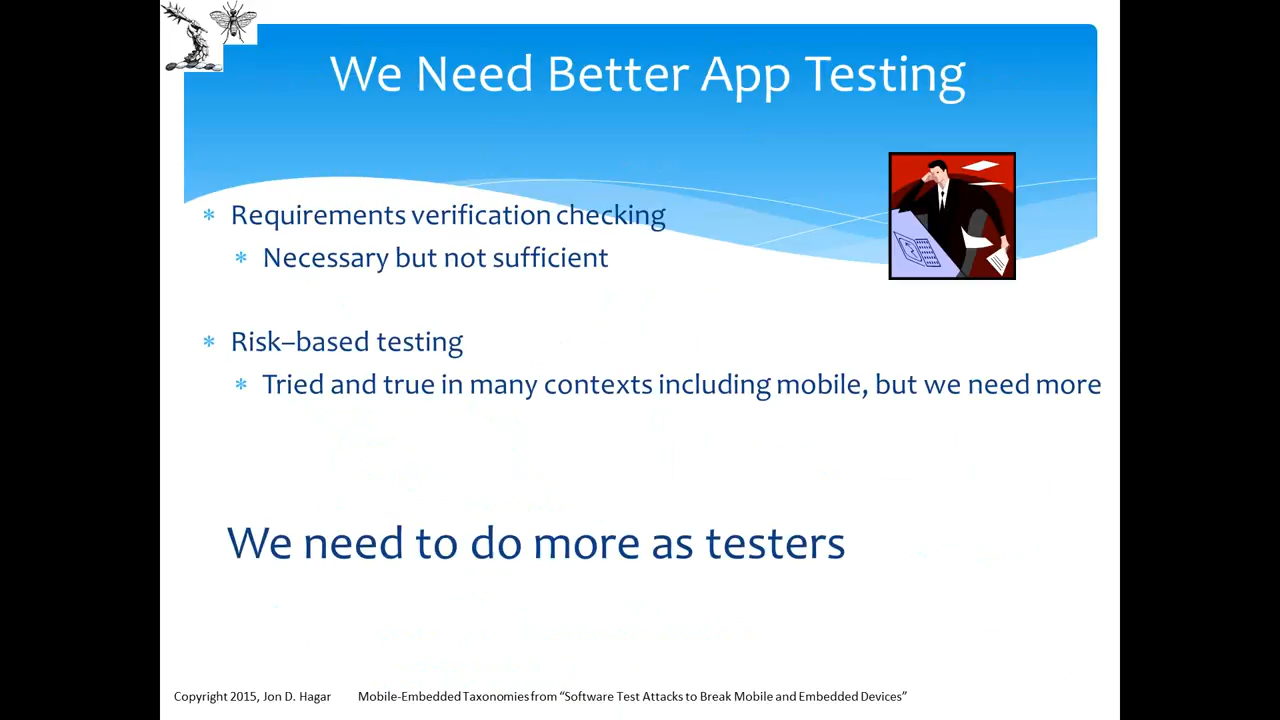 We Need Better App Testing
* Requirements verification checking
* Necessary but not sufficient
* Risk–based testing
* Tried and true in many contexts including mobile, but we need more
We need to do more as testers
Copyright 2015, Jon D. Hagar Mobile-Embedded Taxonomies from “Software Test Attacks to Break Mobile and Embedded Devices”